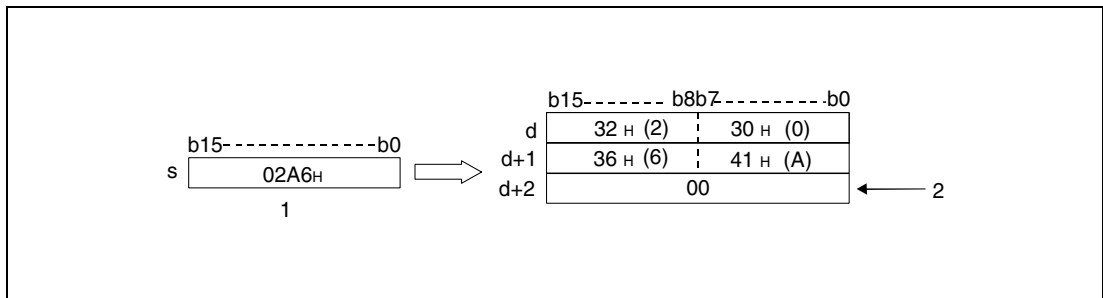 b15------------b0
s 02A6H
1
b15------- b8b7----------b0
d 32 H (2) 30 H (0)
d+1 36 H (6) 41 H (A)
d+2 00
2